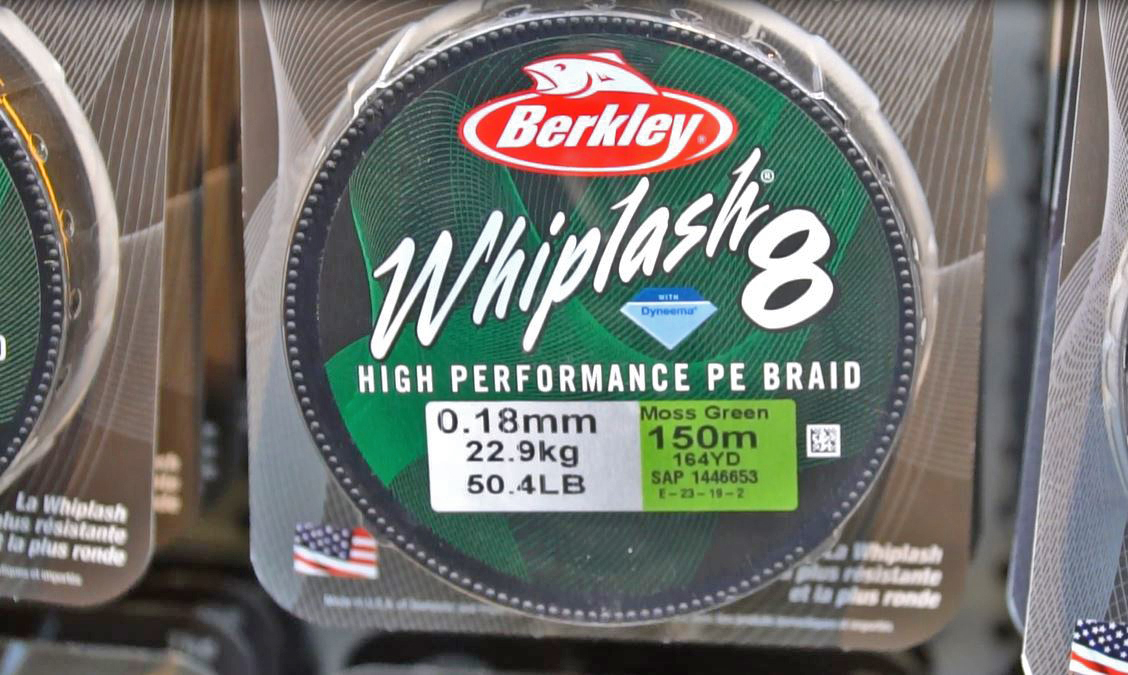 Berkley®
Whiplash® 8
WITH
Dyneema®
HIGH PERFORMANCE PE BRAID
0.18mm
22.9kg
50.4LB
Moss Green
150m
164YD
SAP 1446653
E-23-19-2
La Whiplash
plus résistante
et la plus ronde
La Whiplash
plus résistante
la plus ronde